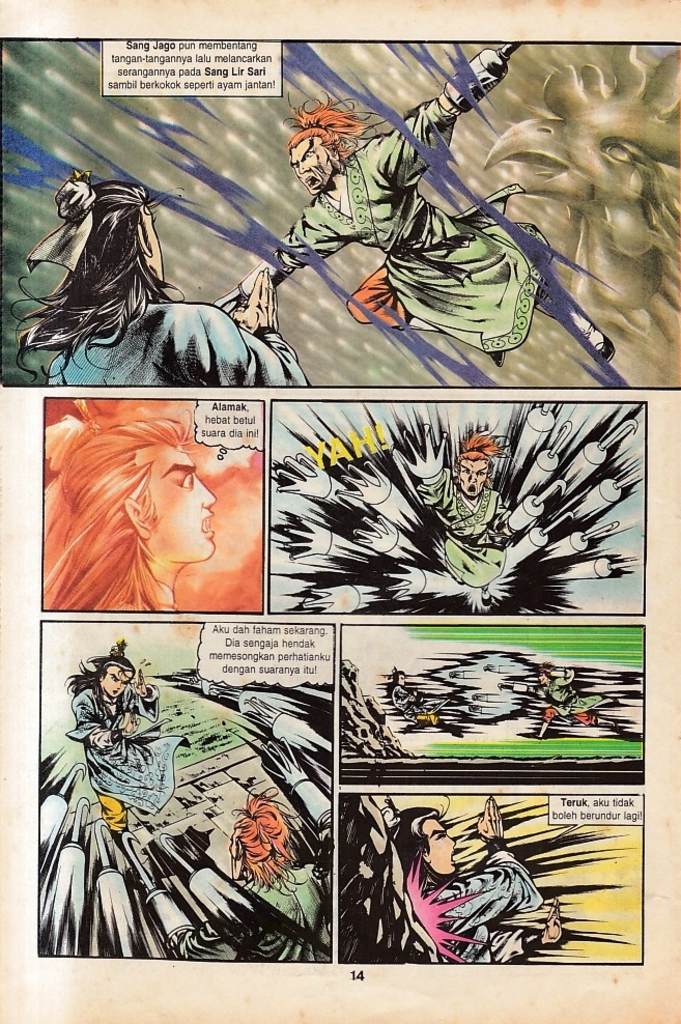 Sang Jago pun membentang
tangan-tangannya lalu melancarkan
serangannya pada Sang Lir Sari
sambil berkokok seperti ayam jantan!
Alamak,
hebat betul
suara dia ini!
YAH!
Aku dah faham sekarang.
Dia sengaja hendak
memesongkan perhatianku
dengan suaranya itu!
Teruk, aku tidak
boleh berundur lagi!
14